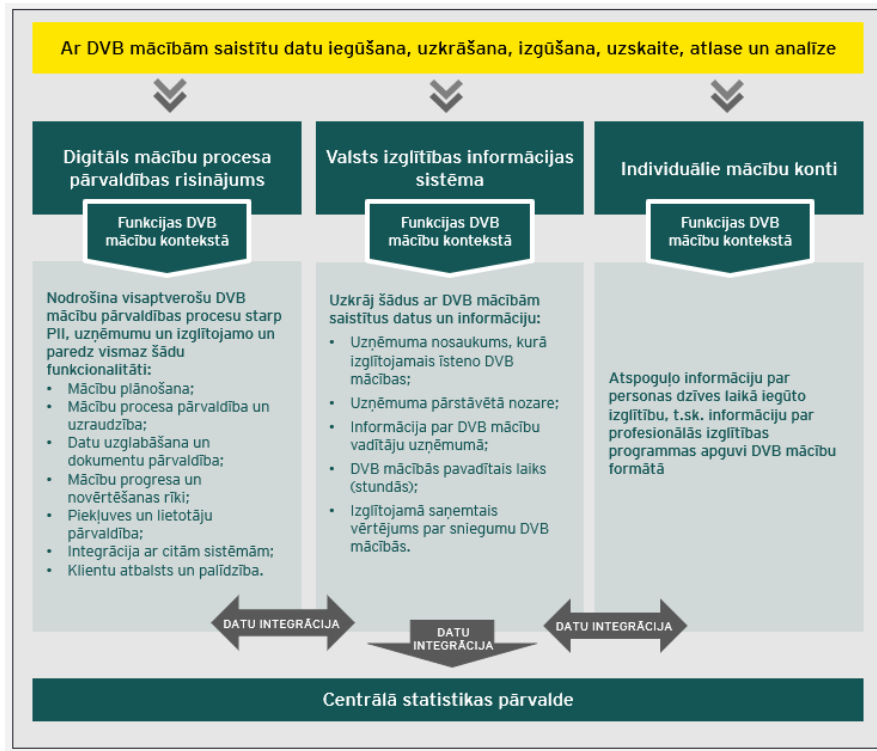 Ar DVB mācībām saistītu datu iegūšana, uzkrāšana, izgūšana, uzskaite, atlase un analīze
Digitāls mācību procesa
pārvaldības risinājums
Funkcijas DVB
mācību kontekstā
Nodrošina visaptverošu DVB
mācību pārvaldības procesu starp
PII, uzņēmumu un izglītojamo un
paredz vismaz šādu
funkcionalitāti:
• Mācību plānošana;
• Mācību procesa pārvaldība un
uzraudzība;
• Datu uzglabāšana un
dokumentu pārvaldība;
• Mācību progresa un
novērtēšanas rīki;
• Piekļuves un lietotāju
pārvaldība;
• Integrācija ar citām sistēmām;
• Klientu atbalsts un palīdzība.
Valsts izglītības informācijas
sistēma
Funkcijas DVB
mācību kontekstā
Uzkrāj šādus ar DVB mācībām
saistītus datus un informāciju:
• Uzņēmuma nosaukums, kurā
izglītojamais īsteno DVB
mācības;
• Uzņēmuma pārstāvētā nozare;
• Informācija par DVB mācību
vadītāju uzņēmumā;
• DVB mācībās pavadītais laiks
(stundās);
• Izglītojamā saņemtais
vērtējums par sniegumu DVB
mācībās.
Individuālie mācību konti
Funkcijas DVB
mācību kontekstā
Atspoguļo informāciju par
personas dzīves laikā iegūto
izglītību, t.sk. informāciju par
profesionālās izglītības
programmas apguvi DVB mācību
formātā
DATU INTEGRĀCIJA
DATU
INTEGRĀCIJA
DATU INTEGRĀCIJA
Centrālā statistikas pārvalde